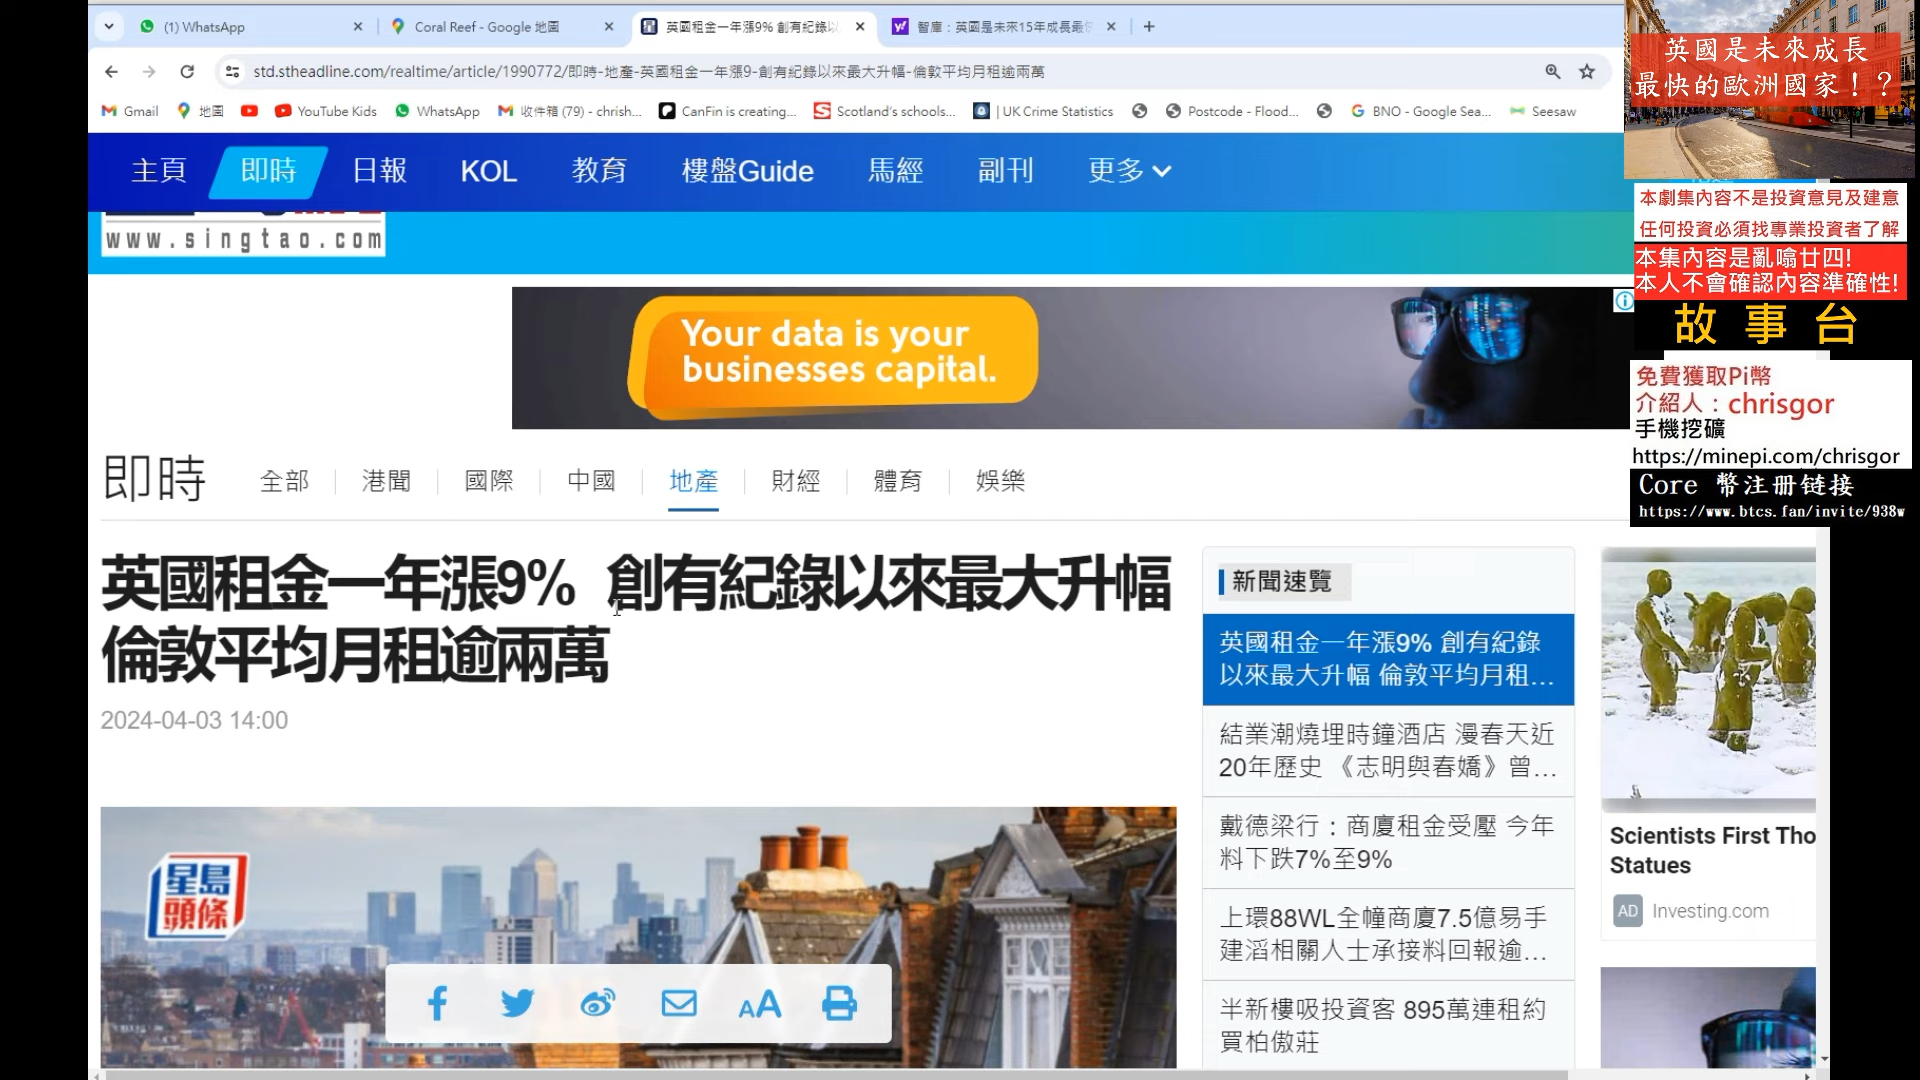 (1) WhatsApp
Coral Reef - Google 地圖
英國租金一年漲9% 創有紀錄以
智庫：英國是未來15年成長最
std.stheadline.com/realtime/article/1990772/即時-地產-英國租金一年漲9-創有紀錄以來最大升幅-倫敦平均月租逾兩萬
Gmail
地圖
YouTube Kids
WhatsApp
收件箱 (79) - chrish...
CanFin is creating...
Scotland's schools...
| UK Crime Statistics
Postcode - Flood...
BNO - Google Sea...
Seesaw
主頁
即時
日報
KOL
教育
樓盤Guide
馬經
副刊
更多
www.singtao.com
Your data is your
businesses capital.
即時
全部
港聞
國際
中國
地產
財經
體育
娛樂
英國租金一年漲9% 創有紀錄以來最大升幅
倫敦平均月租逾兩萬
2024-04-03 14:00
星島
頭條
新聞速覽
英國租金一年漲9% 創有紀錄
以來最大升幅 倫敦平均月租...
結業潮燒埋時鐘酒店 漫春天近
20年歷史 《志明與春嬌》曾...
戴德梁行：商廈租金受壓 今年
料下跌7%至9%
上環88WL全幢商廈7.5億易手
建滔相關人士承接料回報逾...
半新樓吸投資客 895萬連租約
買柏傲莊
Scientists First Tho
Statues
AD Investing.com
英國是未來成長
最快的歐洲國家！？
本劇集內容不是投資意見及建意
任何投資必須找專業投資者了解
本集內容是亂噏廿四!
本人不會確認內容準確性!
故事台
免費獲取Pi幣
介紹人：chrisgor
手機挖礦
https://minepi.com/chrisgor
Core 幣注册链接
https://www.btcs.fan/invite/938w